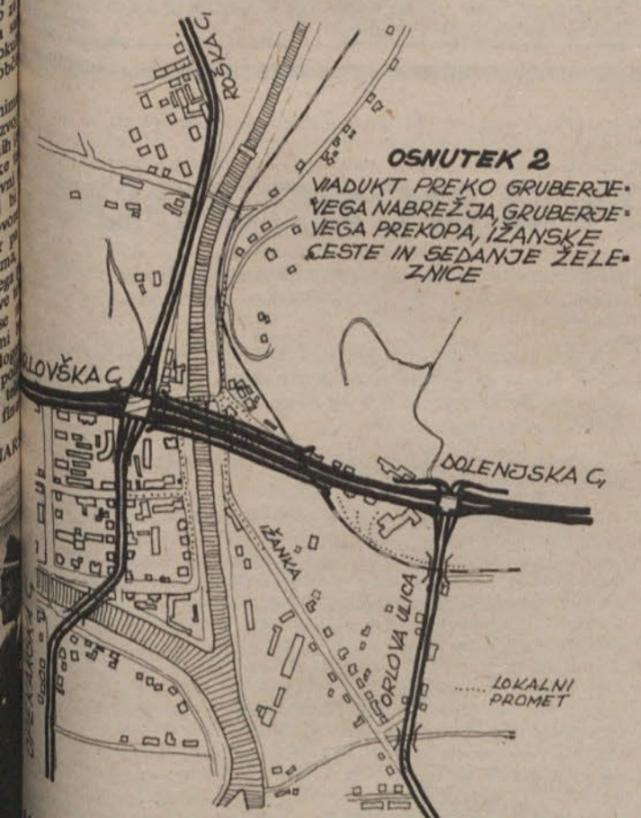 ROŠKA C,
OSNUTEK 2
VIADUKT PREKO GRUBERJE-
VEGA NABREŽJA, GRUBERJE-
VEGA PREKOPA, IŽANSKE
CESTE IN SEDANJE ŽELE-
ZNICE
RLOVŠKA C,
DOLENJSKA C,
IŽANKA
ORLOVA ULICA
LOKALNI
PROMET